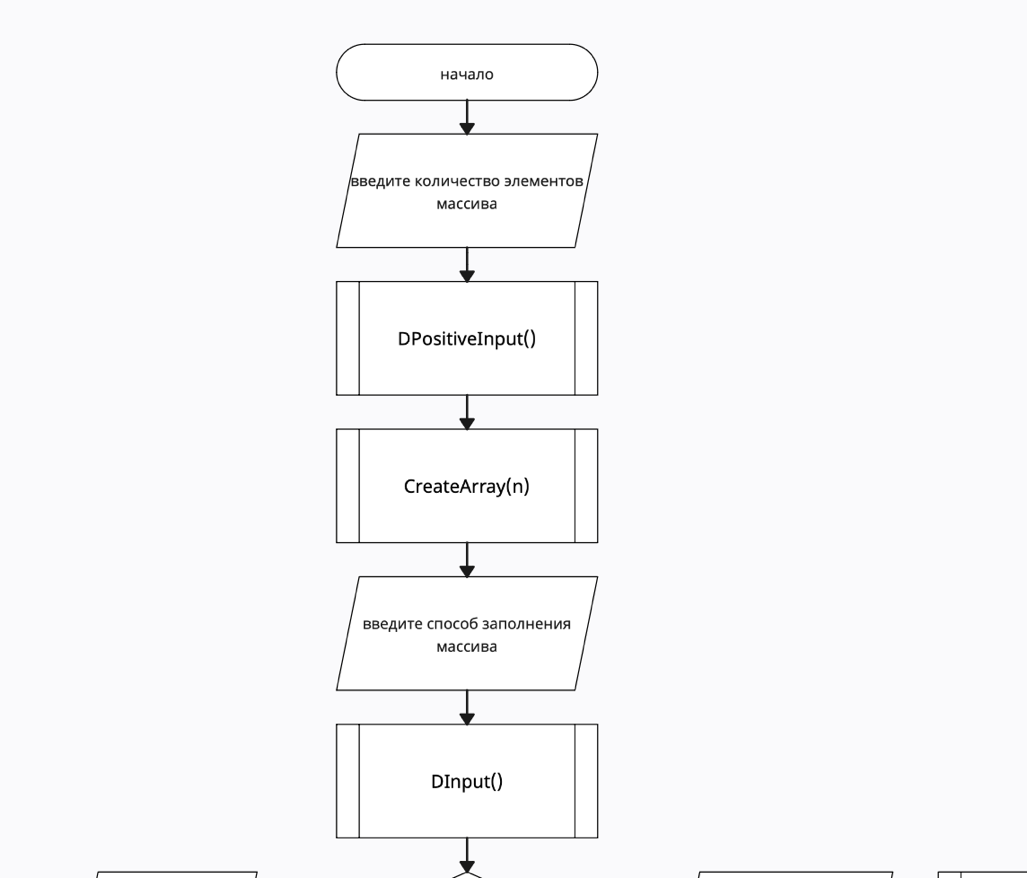 начало
введите количество элементов
массива
DPositiveInput()
CreateArray(n)
введите способ заполнения
массива
DInput()